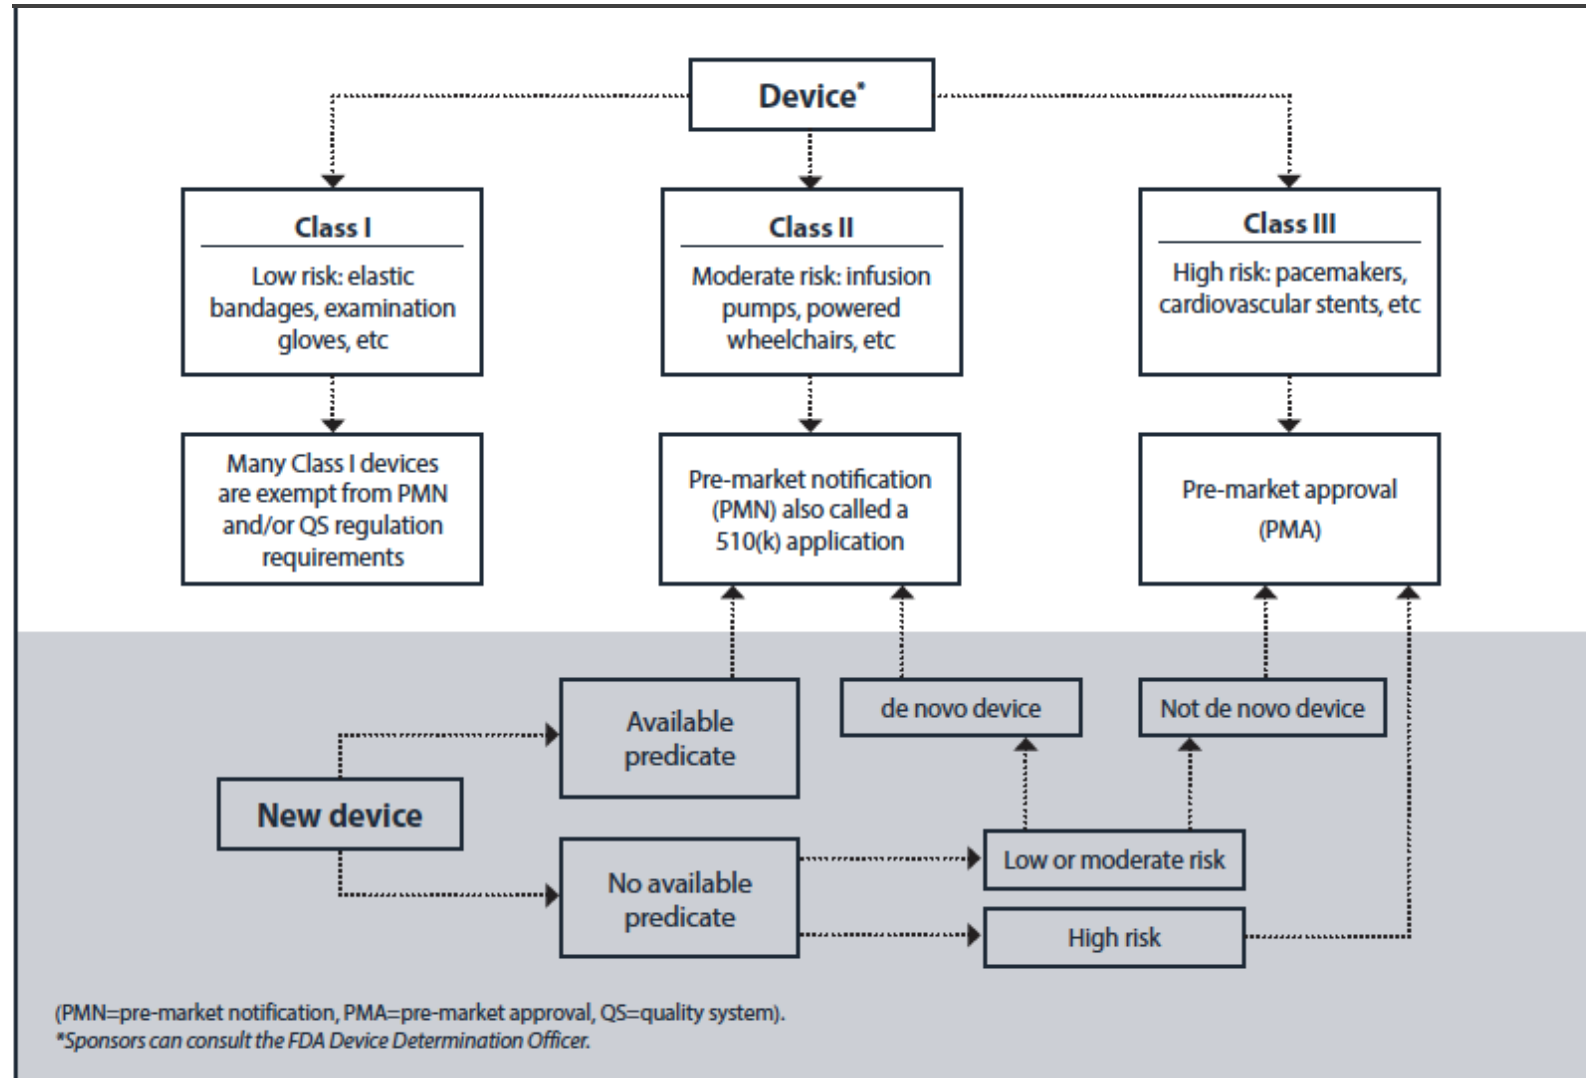 Device*
Class I
Low risk: elastic
bandages, examination
gloves, etc
Class II
Moderate risk: infusion
pumps, powered
wheelchairs, etc
Class III
High risk: pacemakers,
cardiovascular stents, etc
Many Class I devices
are exempt from PMN
and/or QS regulation
requirements
Pre-market notification
(PMN) also called a
510(k) application
Pre-market approval
(PMA)
Available
predicate
de novo device
Not de novo device
New device
No available
predicate
Low or moderate risk
High risk
(PMN=pre-market notification, PMA=pre-market approval, QS=quality system).
*Sponsors can consult the FDA Device Determination Officer.